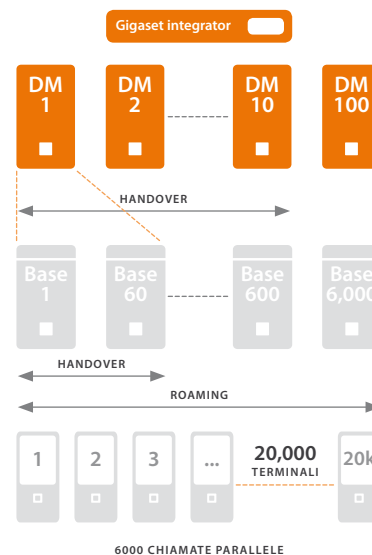 Gigaset integrator
DM 1
DM 2
DM 10
DM 100
HANDOVER
Base 1
Base 60
Base 600
Base 6,000
HANDOVER
ROAMING
1
2
3
...
20,000
TERMINALI
20k
6000 CHIAMATE PARALLELE